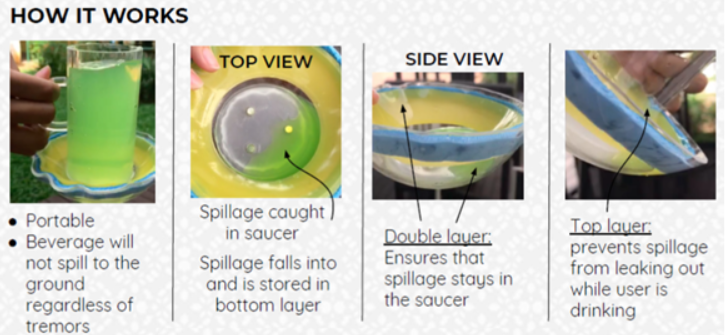 HOW IT WORKS
● Portable
● Beverage will
not spill to the
ground
regardless of
tremors
TOP VIEW
Spillage caught
in saucer
Spillage falls into
and is stored in
bottom layer
SIDE VIEW
Double layer:
Ensures that
spillage stays in
the saucer
Top layer:
prevents spillage
from leaking out
while user is
drinking